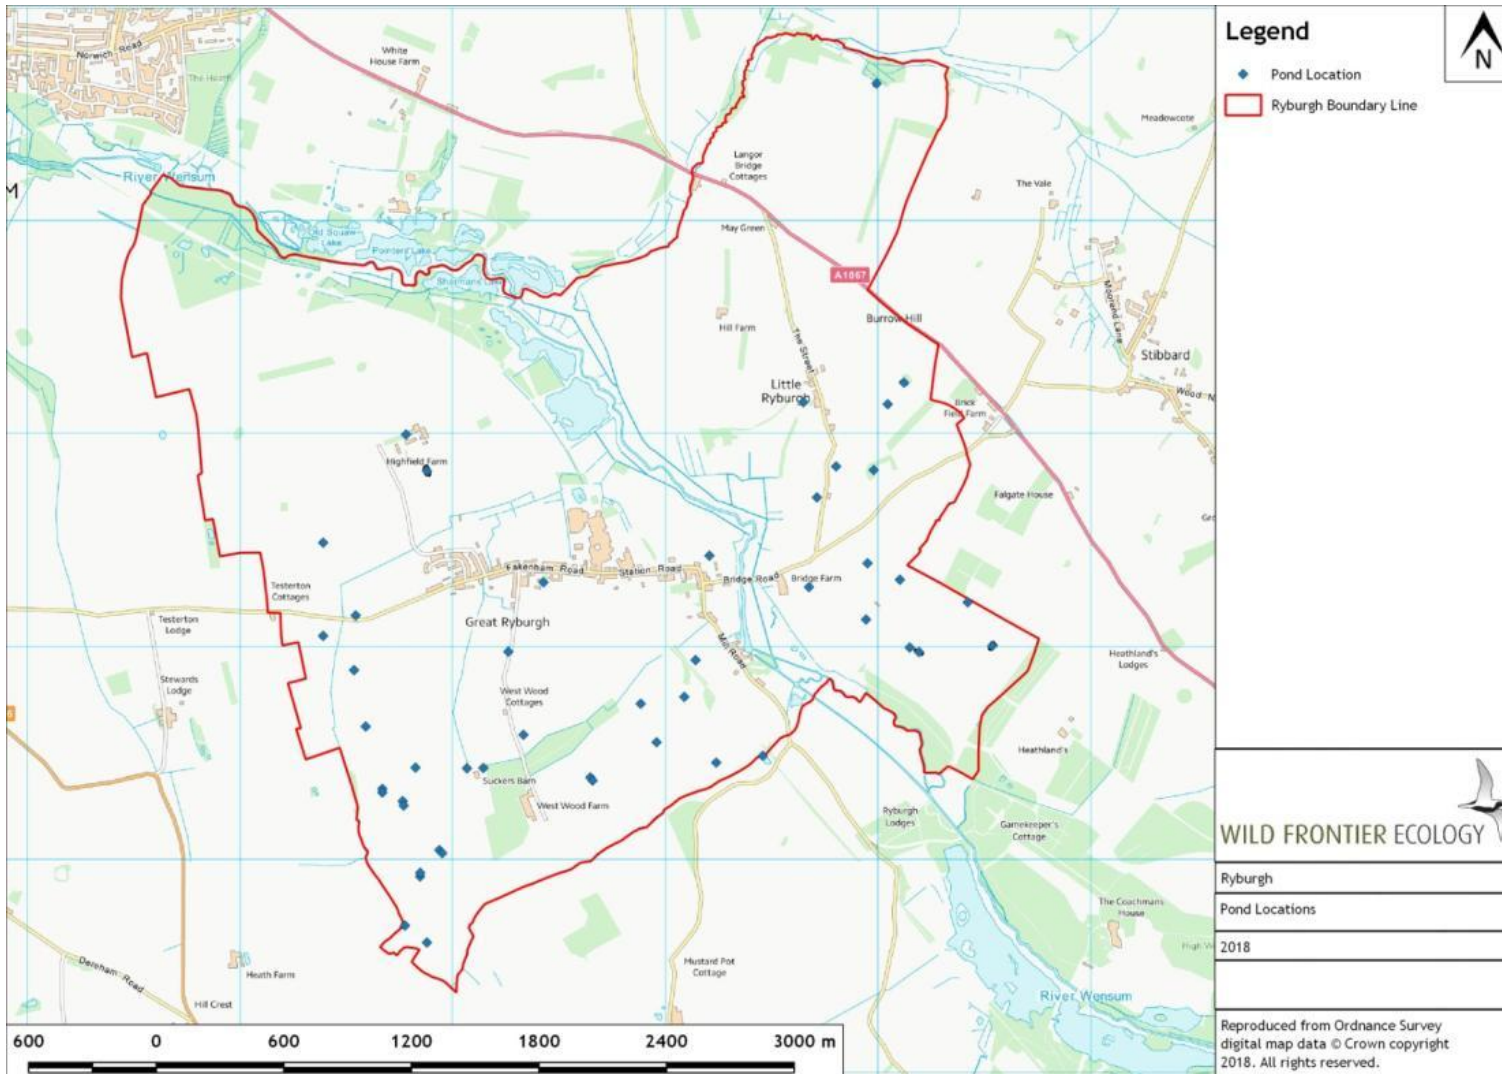 Norwich Road
The Heath
White
House Farm
River Wensum
M
Old Square
Lake
Pointers Lake
Langor
Bridge
Cottages
May Green
A1067
Meadowcote
The Vale
Moorend Lane
Stibbard
Burrow Hill
Hill Farm
The Street
Little
Ryburgh
Brick
Field Farm
Highfield Farm
Falgate House
Testerton
Cottages
Testerton
Lodge
Fakenham Road
Station Road
Bridge Road
Bridge Farm
Great Ryburgh
Mill Road
Heathland's
Lodges
Stewards
Lodge
West Wood
Cottages
Heathland's
Suckers Barn
West Wood Farm
Ryburgh
Lodges
Gamekeeper's
Cottage
The Coachmans
House
Dereham Road
Heath Farm
Hill Crest
Mustard Pot
Cottage
River Wensum
600 0 600 1200 1800 2400 3000 m
Legend
N
Pond Location
Ryburgh Boundary Line
WILD FRONTIER ECOLOGY
Ryburgh
Pond Locations
2018
Reproduced from Ordnance Survey
digital map data © Crown copyright
2018. All rights reserved.